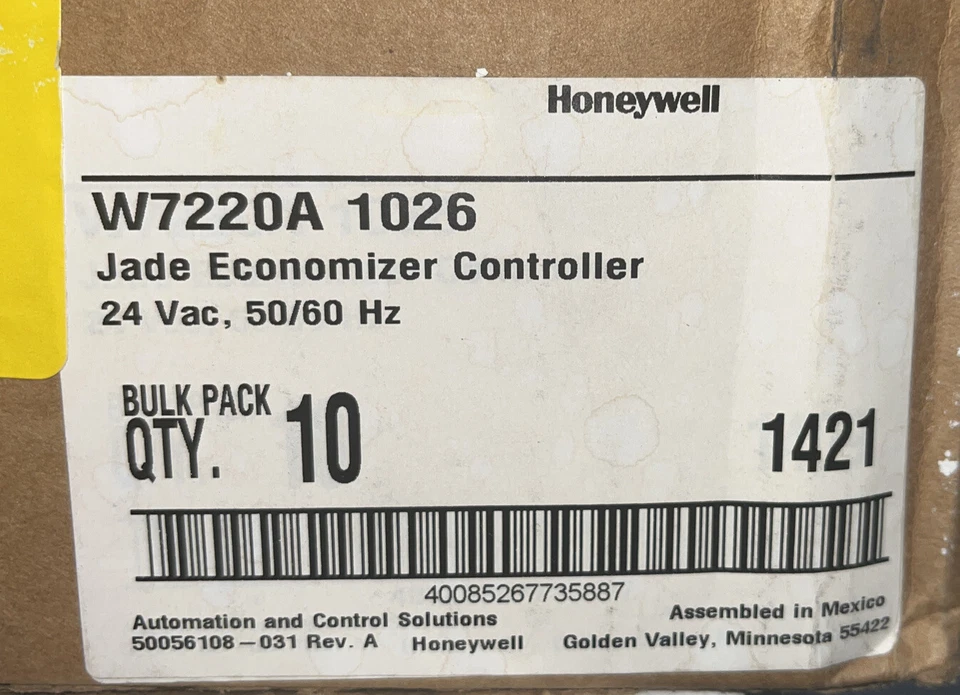 Honeywell
W7220A 1026
Jade Economizer Controller
24 Vac, 50/60 Hz
BULK PACK
QTY. 10
1421
40085267735887
Automation and Control Solutions
Assembled in Mexico
50056108-031 Rev. A Honeywell Golden Valley, Minnesota 55422